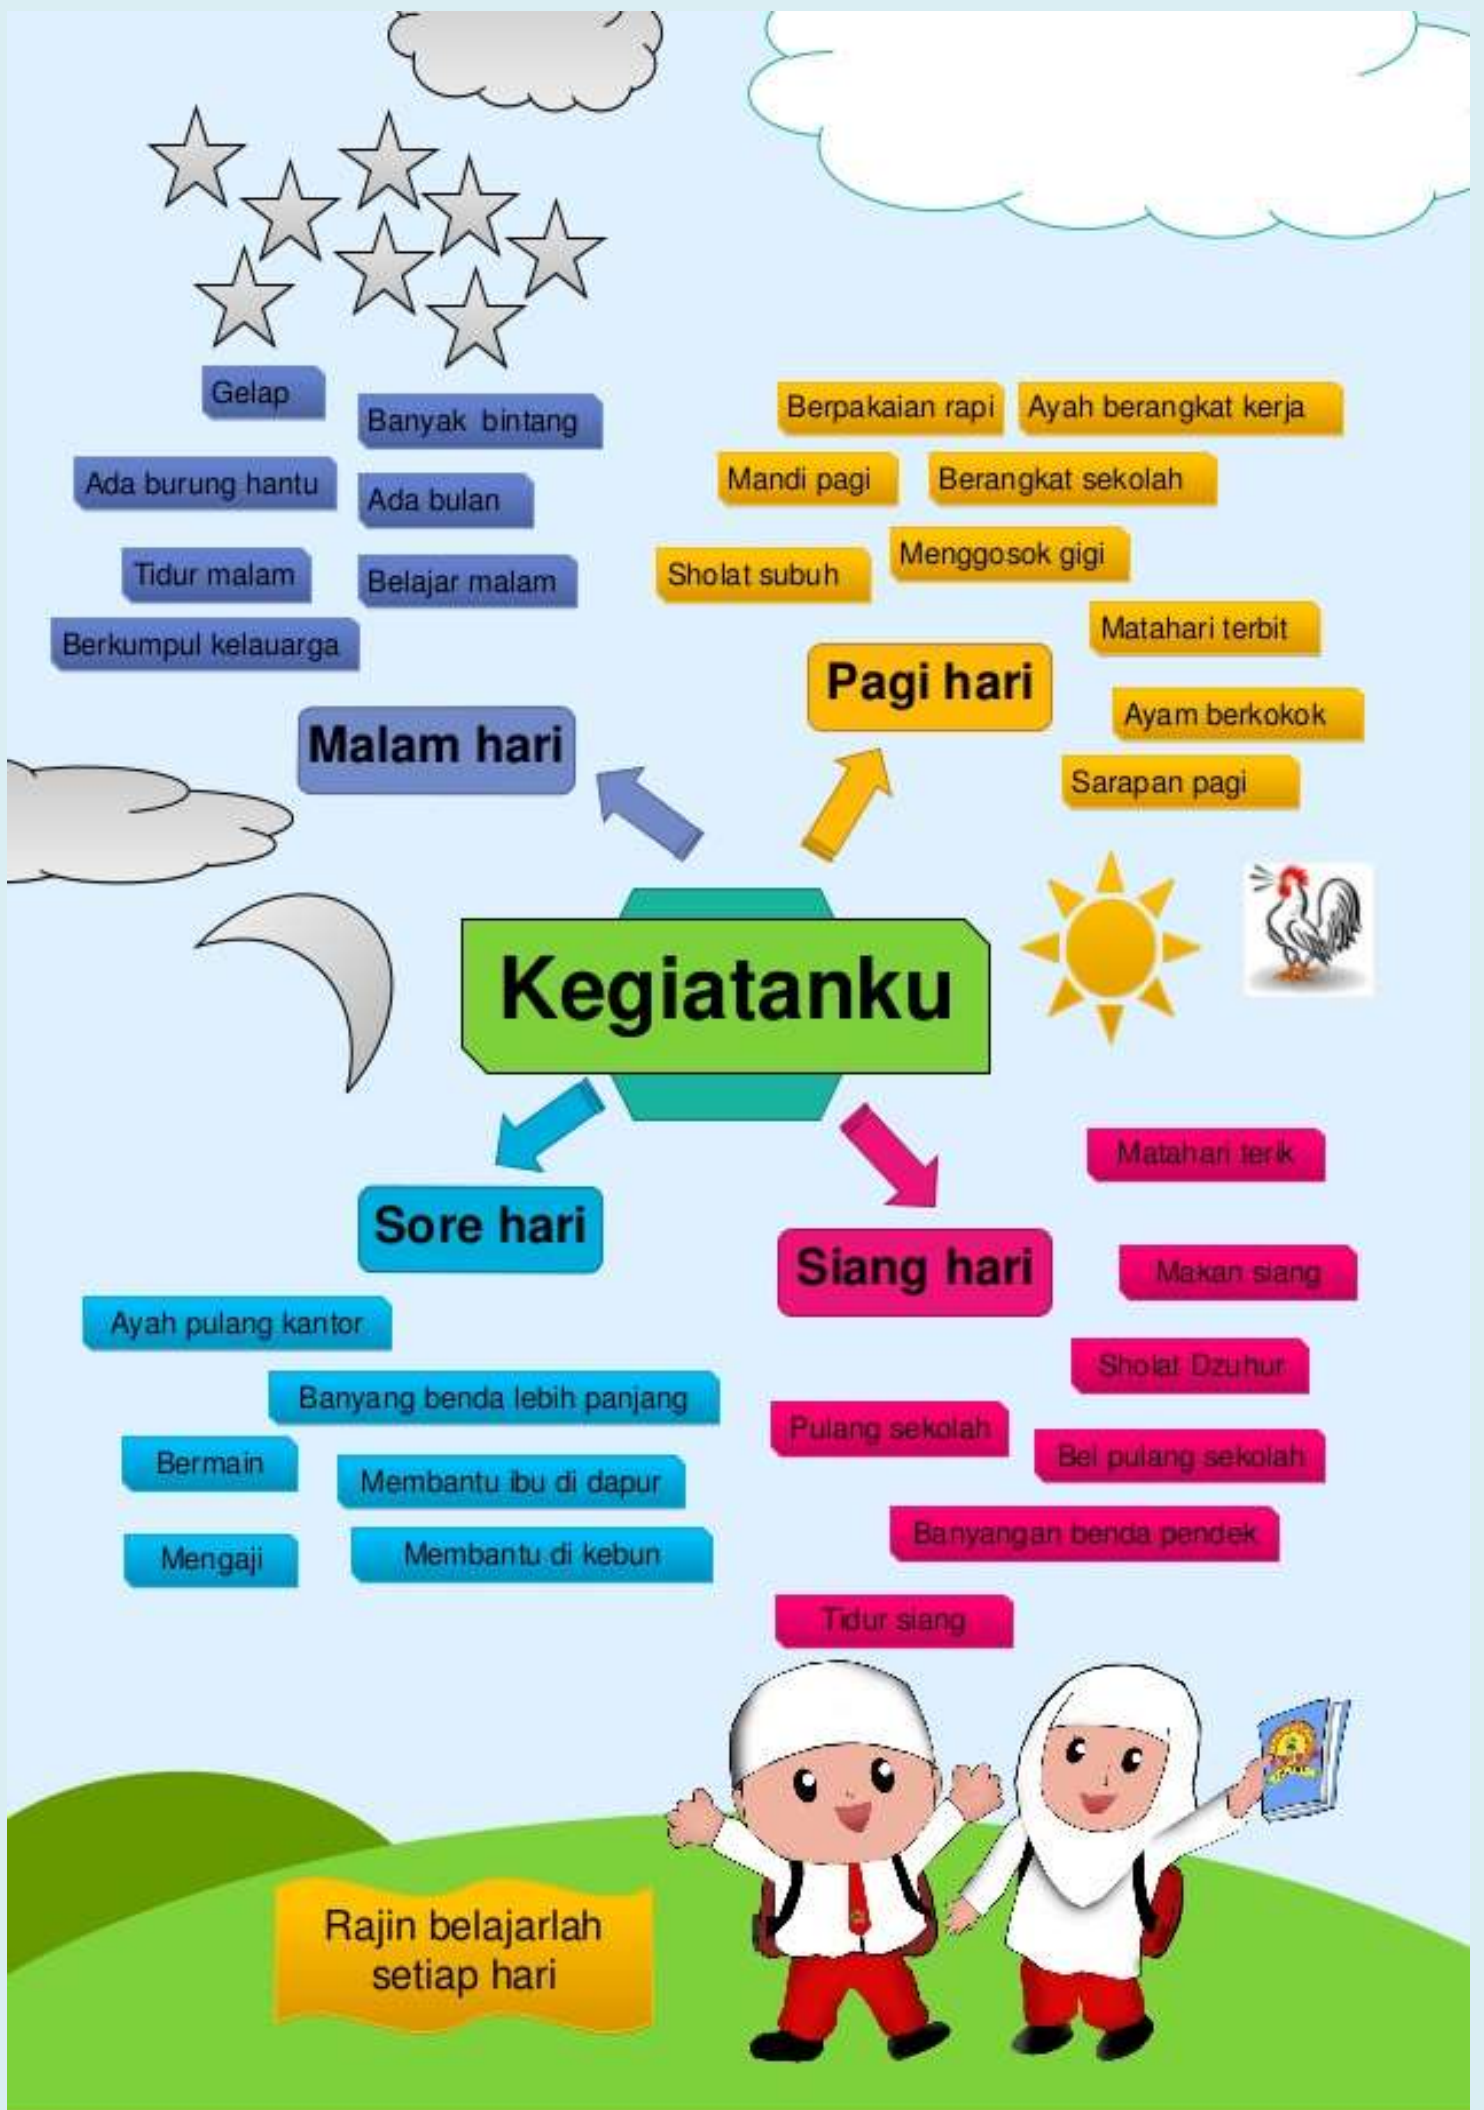 Gelap
Banyak bintang
Ada burung hantu
Ada bulan
Tidur malam
Belajar malam
Berkumpul kelauarga
Malam hari
Berpakaian rapi
Ayah berangkat kerja
Mandi pagi
Berangkat sekolah
Menggosok gigi
Sholat subuh
Matahari terbit
Pagi hari
Ayam berkokok
Sarapan pagi
Kegiatanku
Sore hari
Ayah pulang kantor
Banyang benda lebih panjang
Bermain
Membantu ibu di dapur
Mengaji
Membantu di kebun
Matahari terik
Siang hari
Makan siang
Sholat Dzuhur
Pulang sekolah
Bel pulang sekolah
Banyangan benda pendek
Tidur siang
Rajin belajarlah
setiap hari